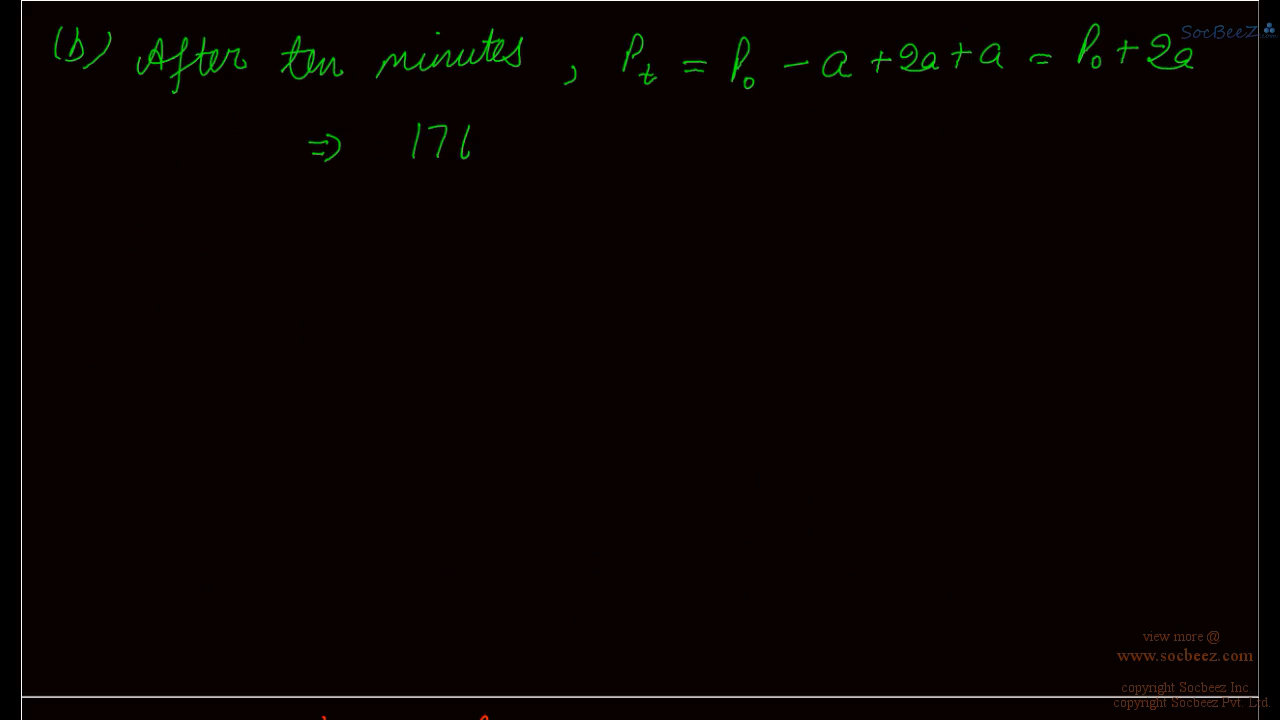 SocBeeZ.com
(b) After ten minutes, Pₜ = P₀ - a + 2a + a = P₀ + 2a
⇒ 176
view more @
www.socbeez.com
copyright Socbeez Inc.
copyright Socbeez Pvt. Ltd.